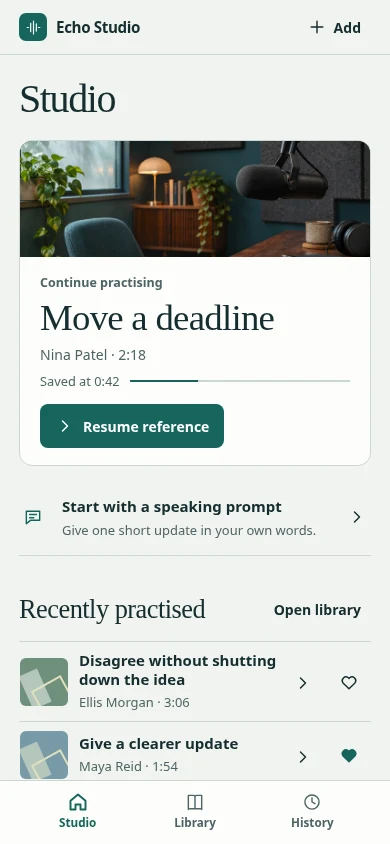 Echo Studio
Add
Studio
Continue practising
Move a deadline
Nina Patel · 2:18
Saved at 0:42
Resume reference
Start with a speaking prompt
Give one short update in your own words.
Recently practised
Open library
Disagree without shutting
down the idea
Ellis Morgan · 3:06
Give a clearer update
Maya Reid · 1:54
Studio
Library
History